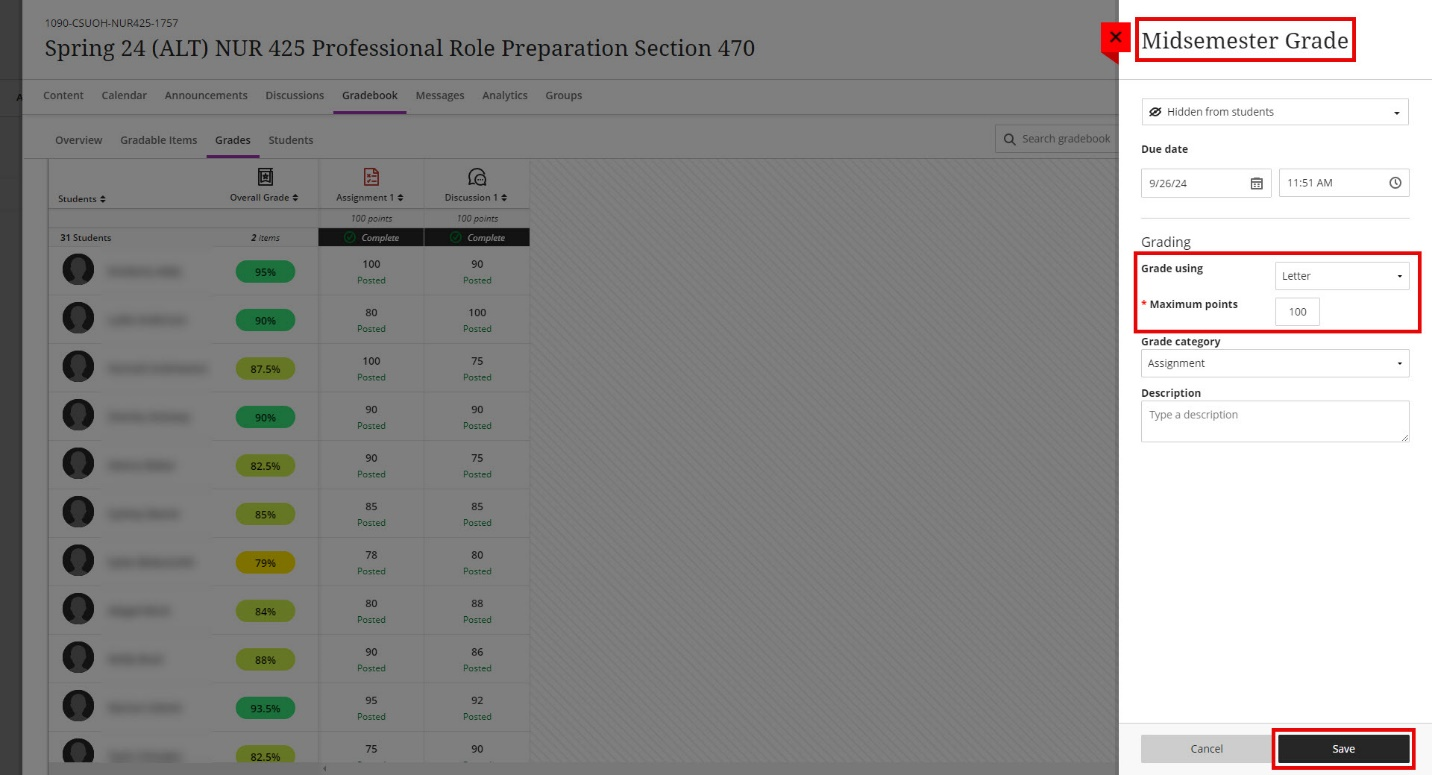 1090-CSUOH-NUR425-1757
Spring 24 (ALT) NUR 425 Professional Role Preparation Section 470
Content Calendar Announcements Discussions Gradebook Messages Analytics Groups
Overview Gradable Items Grades Students
Search gradebook
Students Overall Grade Assignment 1 Discussion 1
100 points 100 points
31 Students 2 items Complete Complete
95% 100 90
Posted Posted
90% 80 100
Posted Posted
87.5% 100 75
Posted Posted
90% 90 90
Posted Posted
82.5% 90 75
Posted Posted
85% 85 85
Posted Posted
79% 78 80
Posted Posted
84% 80 88
Posted Posted
88% 90 86
Posted Posted
93.5% 95 92
Posted Posted
82.5% 75 90
Midsemester Grade
Hidden from students
Due date
9/26/24 11:51 AM
Grading
Grade using Letter
* Maximum points 100
Grade category
Assignment
Description
Type a description
Cancel Save